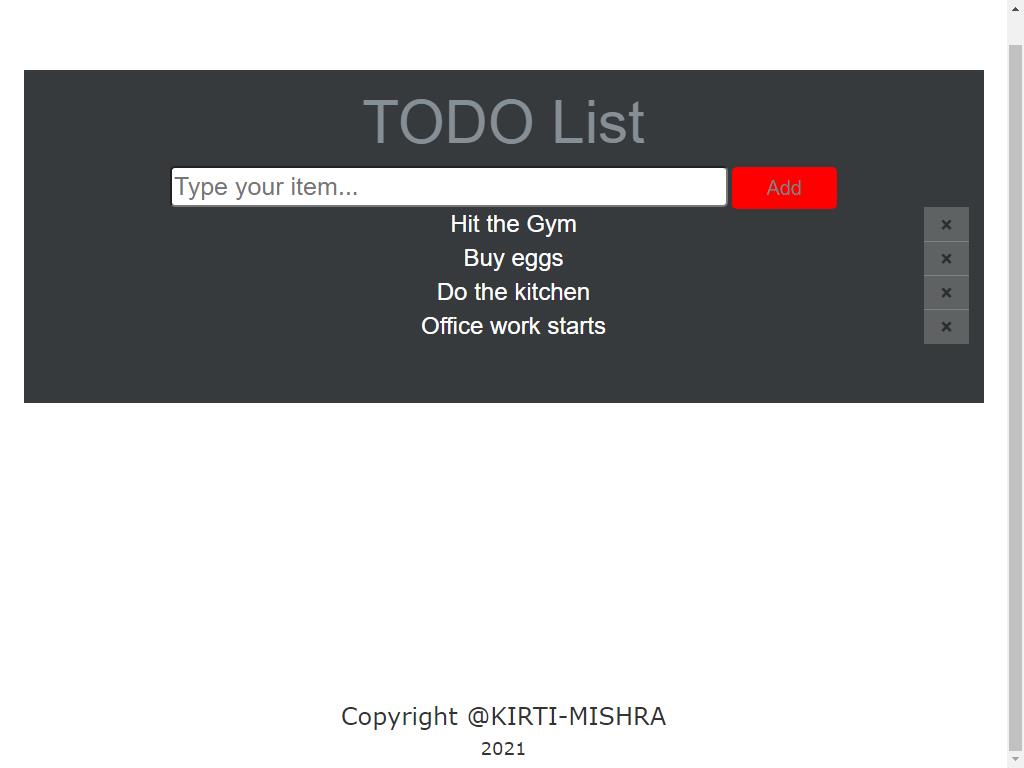 TODO List
Type your item... Add
Hit the Gym ×
Buy eggs ×
Do the kitchen ×
Office work starts ×
Copyright @KIRTI-MISHRA
2021